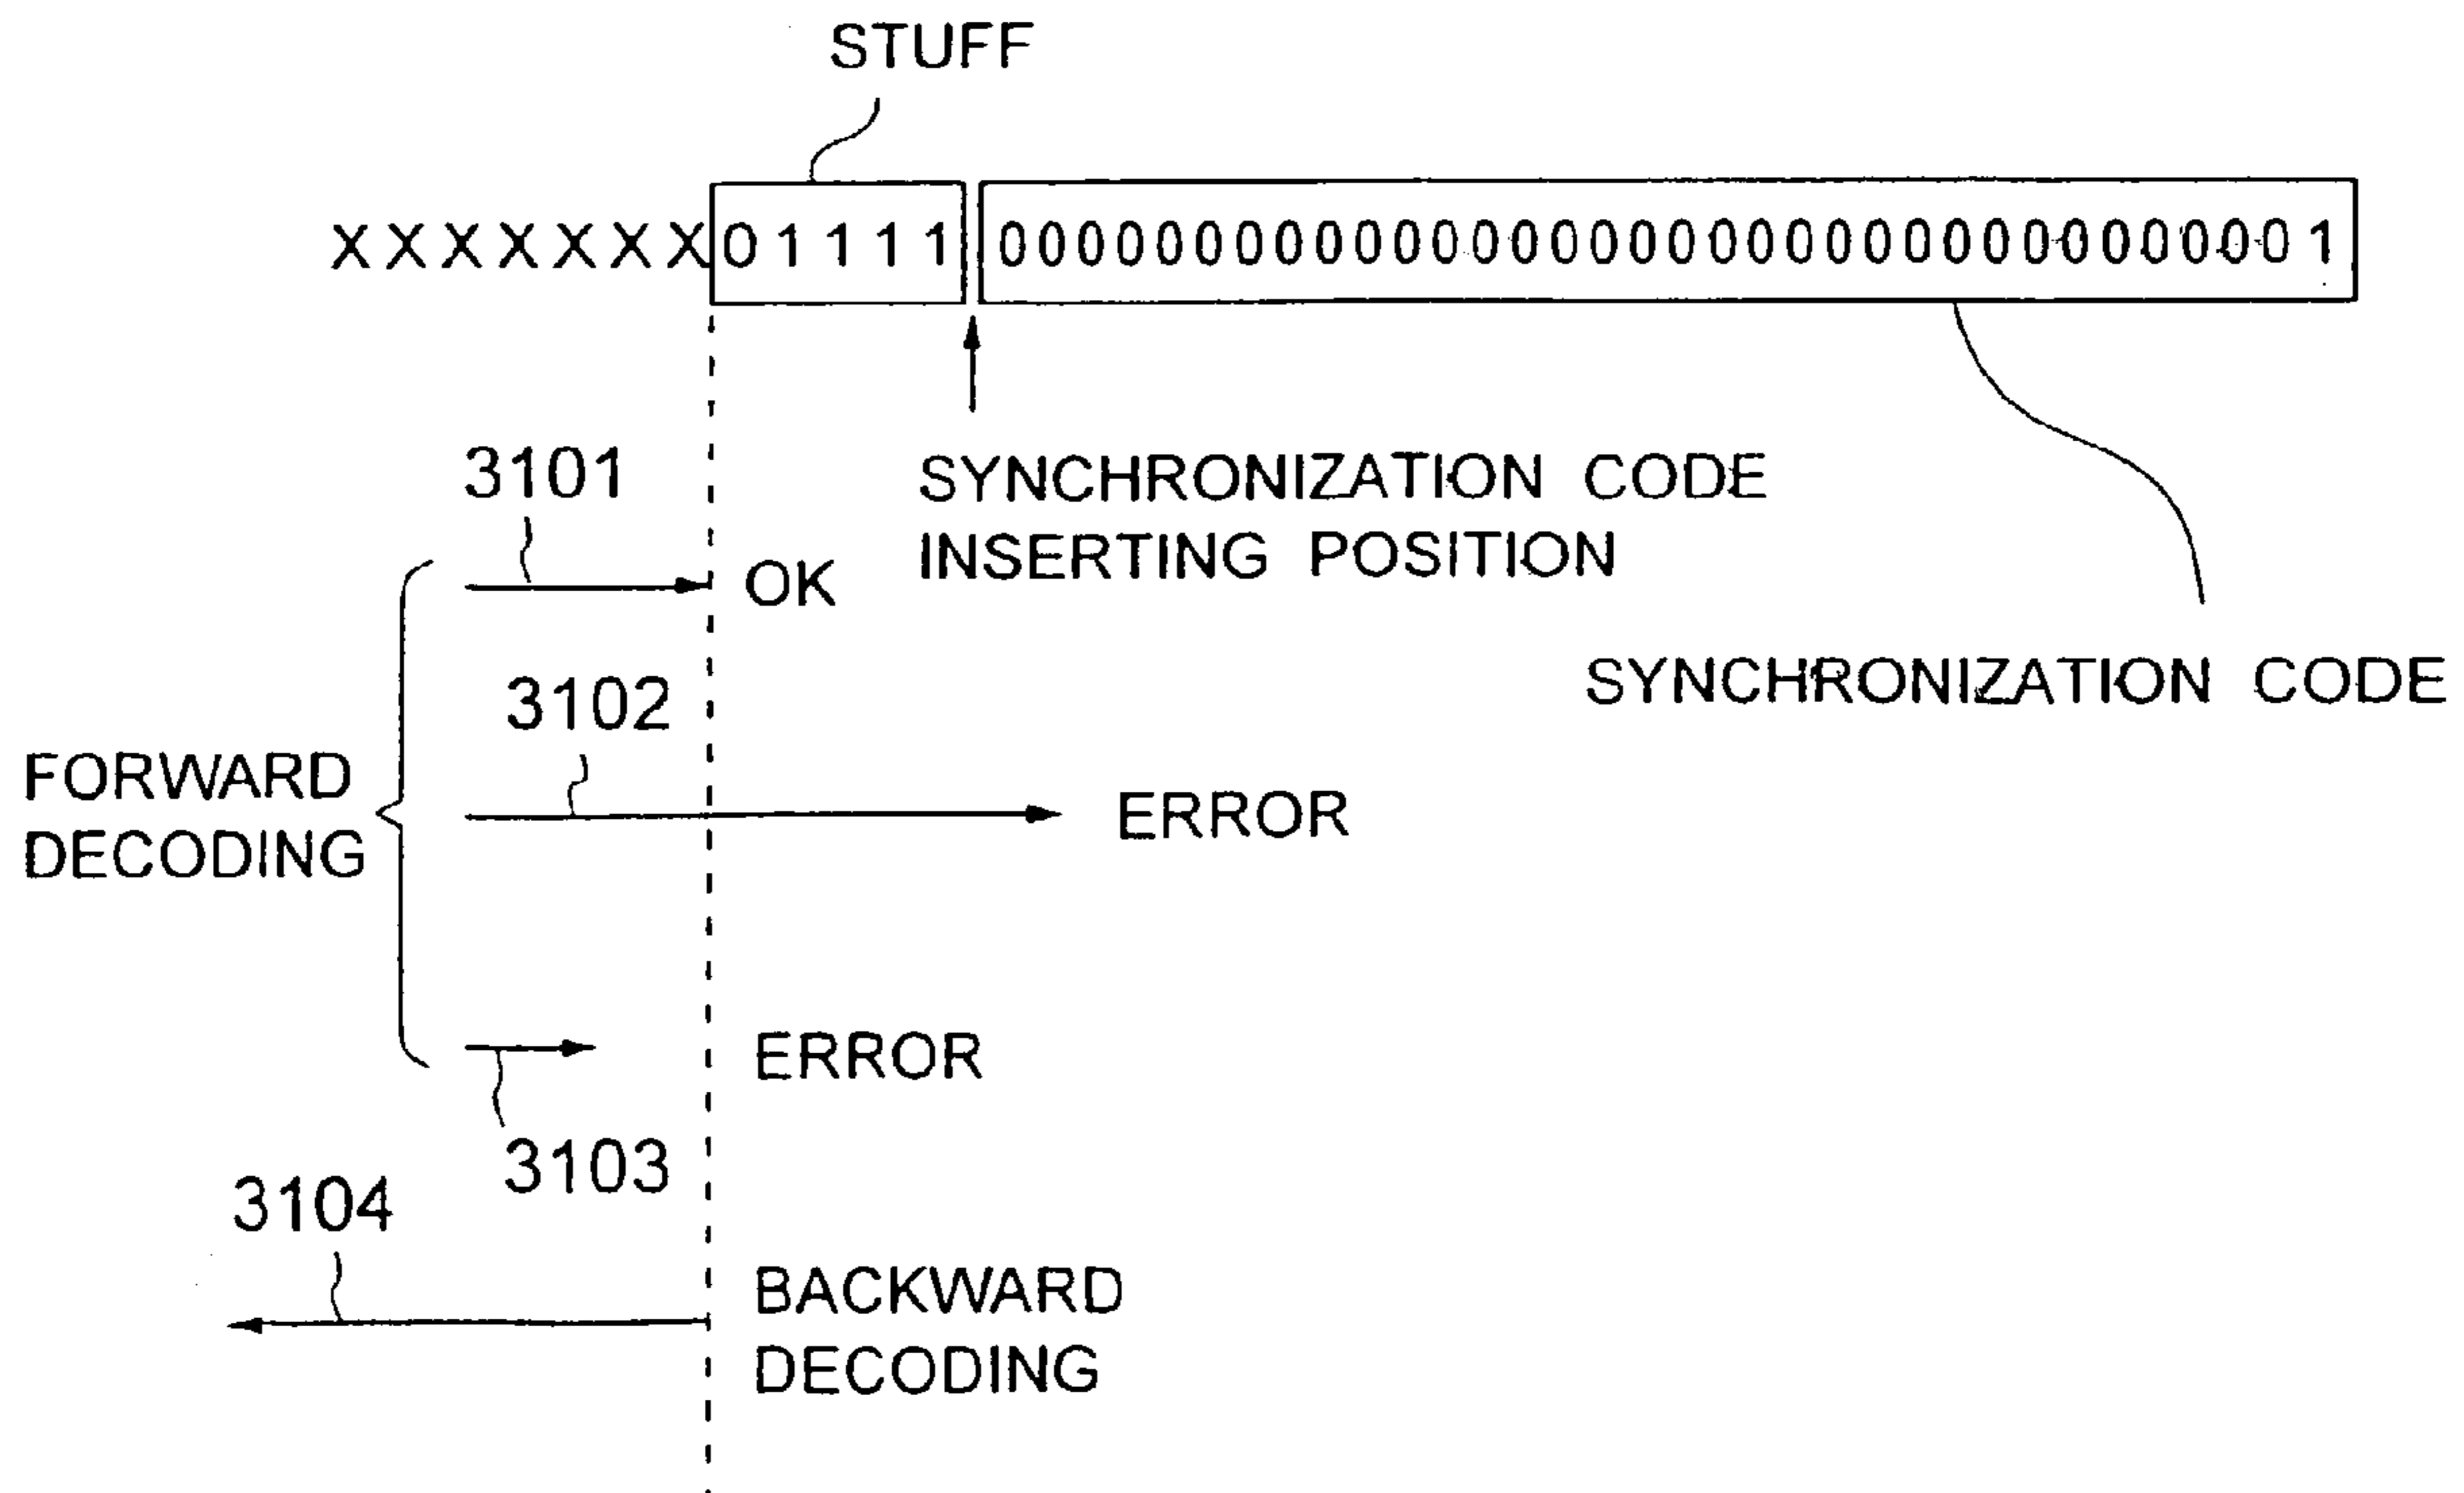 STUFF
XXXXXXX01111 0000000000000000000000000000000001
3101
SYNCHRONIZATION CODE
INSERTING POSITION
OK
SYNCHRONIZATION CODE
3102
FORWARD
DECODING
ERROR
ERROR
3103
3104
BACKWARD
DECODING